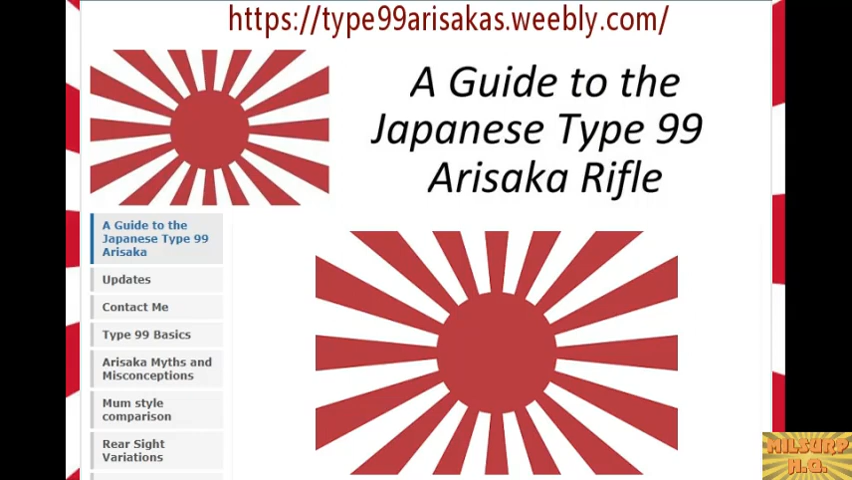 https://type99arisakas.weebly.com/
A Guide to the
Japanese Type 99
Arisaka Rifle
A Guide to the
Japanese Type 99
Arisaka
Updates
Contact Me
Type 99 Basics
Arisaka Myths and
Misconceptions
Mum style
comparison
Rear Sight
Variations
MILSURP
H.Q.